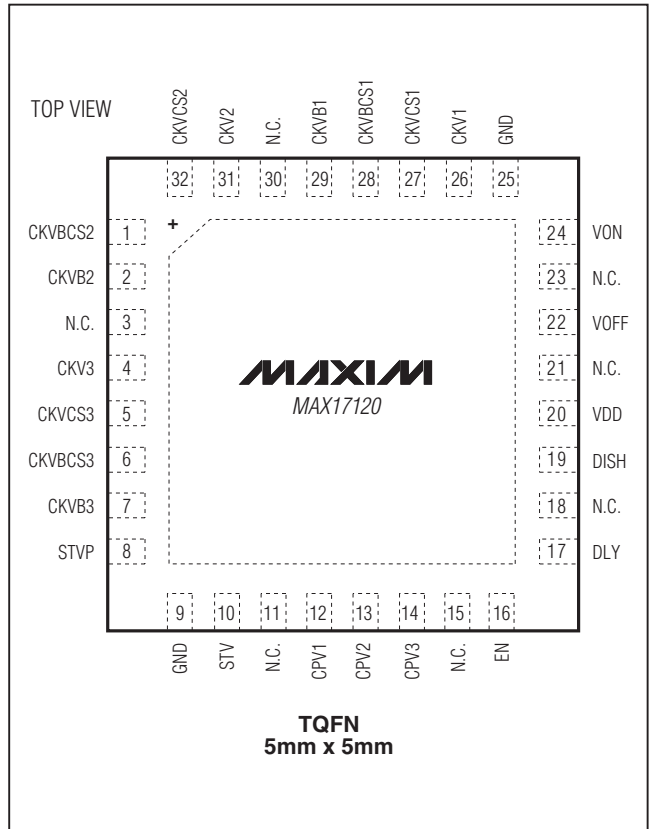 TOP VIEW
CKVCS2
CKV2
N.C.
CKVB1
CKVBCS1
CKVCS1
CKV1
GND
32 31 30 29 28 27 26 25
+
CKVBCS2 1
CKVB2 2
N.C. 3
CKV3 4
CKVCS3 5
CKVBCS3 6
CKVB3 7
STVP 8
MAXIM
MAX17120
24 VON
23 N.C.
22 VOFF
21 N.C.
20 VDD
19 DISH
18 N.C.
17 DLY
9 10 11 12 13 14 15 16
GND
STV
N.C.
CPV1
CPV2
CPV3
N.C.
EN
TQFN
5mm x 5mm